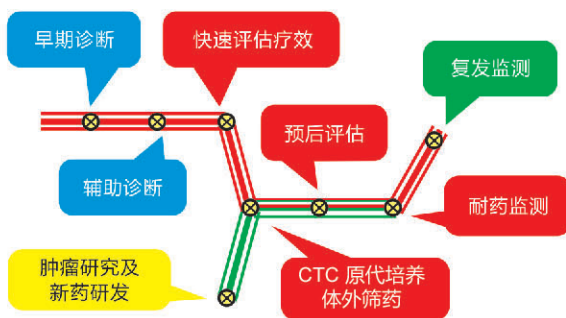 早期诊断
快速评估疗效
复发监测
预后评估
辅助诊断
耐药监测
肿瘤研究及
新药研发
CTC 原代培养
体外筛药